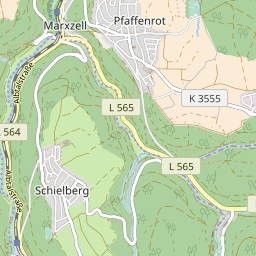 Marxzell
Pfaffenrot
L 565
K 3555
L 564
Albtalstraße
L 565
Schielberg
Albtalstraße